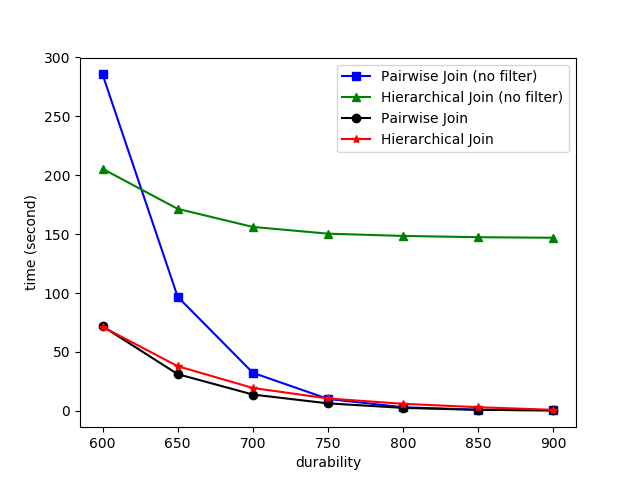 300
250
200
150
100
50
0
time (second)
Pairwise Join (no filter)
Hierarchical Join (no filter)
Pairwise Join
Hierarchical Join
600 650 700 750 800 850 900
durability